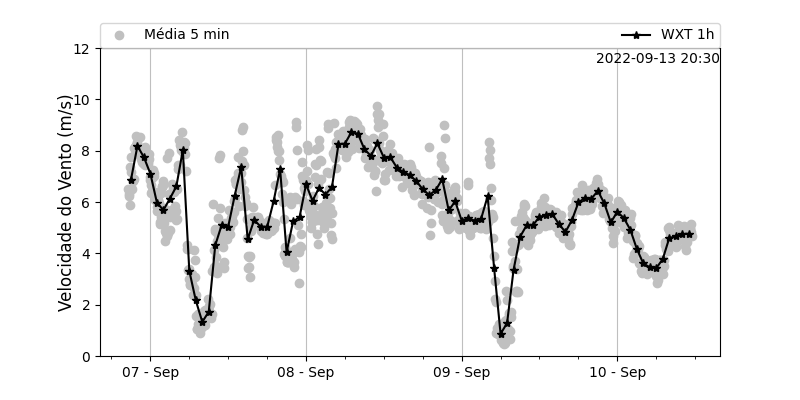 Média 5 min
WXT 1h
2022-09-13 20:30
Velocidade do Vento (m/s)
12
10
8
6
4
2
0
07 - Sep
08 - Sep
09 - Sep
10 - Sep